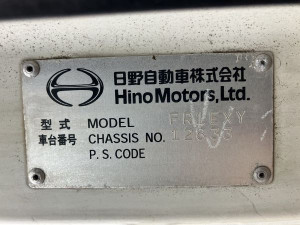 日野自動車株式会社
Hino Motors, Ltd.
型式 MODEL
車台番号 CHASSIS NO.
P.S. CODE